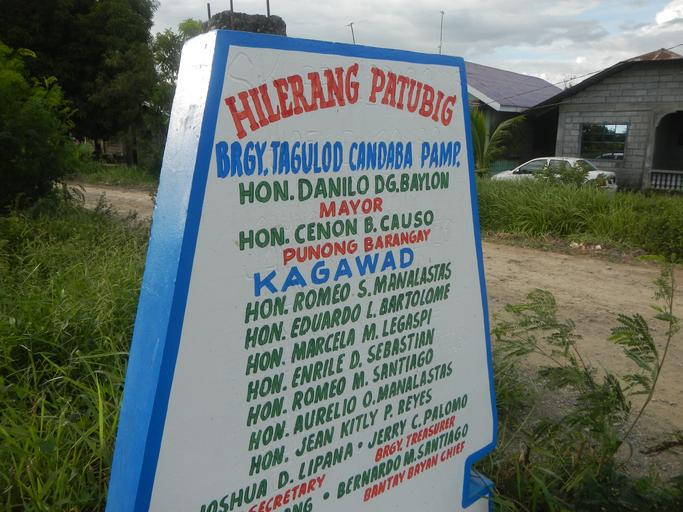 HILERANG PATUBIG
BRGY. TAGULOD CANDABA PAMP.
HON. DANILO DG. BAYLON
MAYOR
HON. CENON B. CAUSO
PUNONG BARANGAY
KAGAWAD
HON. ROMEO S. MANALASTAS
HON. EDUARDO L. BARTOLOME
HON. MARCELA M. LEGASPI
HON. ENRILE D. SEBASTIAN
HON. ROMEO M. SANTIAGO
HON. AURELIO O. MANALASTAS
HON. JEAN KITLY P. REYES
JOSHUA D. LIPANA • JERRY C. PALOMO
SECRETARY BRGY. TREASURER
• BERNARDO M. SANTIAGO
BANTAY BAYAN CHIEF